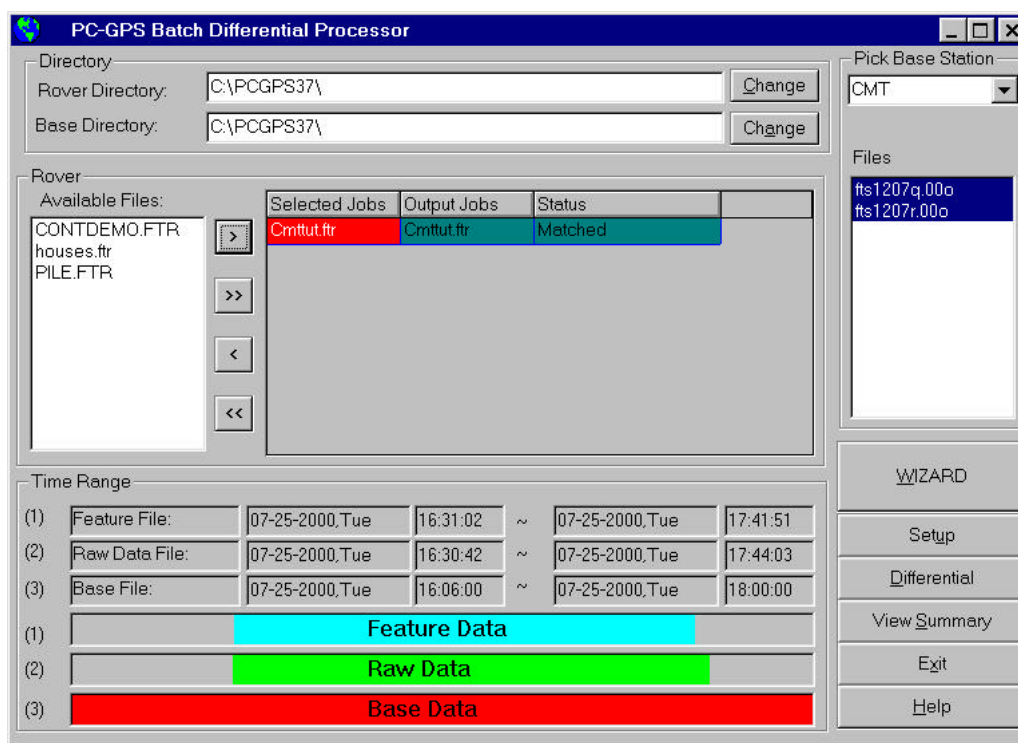 PC-GPS Batch Differential Processor
Directory
Rover Directory: C:\PCGPS37\ Change
Base Directory: C:\PCGPS37\ Change
Pick Base Station
CMT
Files
fts1207q.00o
fts1207r.00o
Rover
Available Files:
CONTDEMO.FTR
houses.ftr
PILE.FTR
>
>>
<
<<
Selected Jobs Output Jobs Status
Cmttut.ftr Cmttut.ftr Matched
Time Range
(1) Feature File: 07-25-2000,Tue 16:31:02 ~ 07-25-2000,Tue 17:41:51
(2) Raw Data File: 07-25-2000,Tue 16:30:42 ~ 07-25-2000,Tue 17:44:03
(3) Base File: 07-25-2000,Tue 16:06:00 ~ 07-25-2000,Tue 18:00:00
(1) Feature Data
(2) Raw Data
(3) Base Data
WIZARD
Setup
Differential
View Summary
Exit
Help